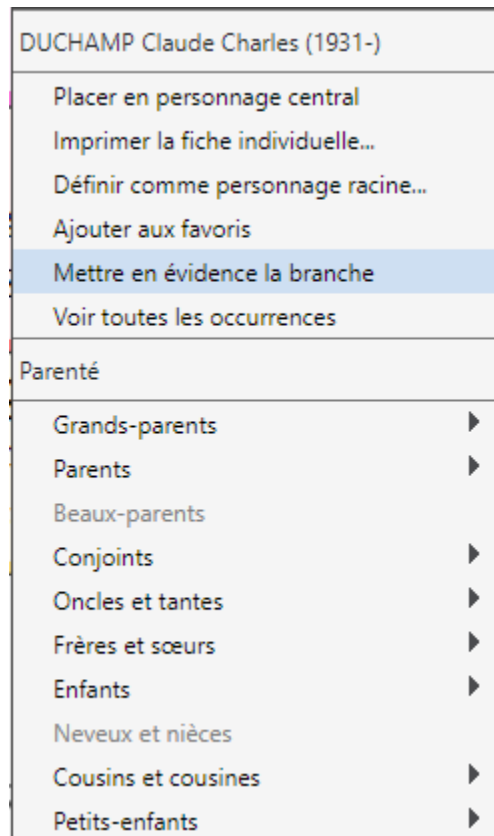 DUCHAMP Claude Charles (1931-)
Placer en personnage central
Imprimer la fiche individuelle...
Définir comme personnage racine...
Ajouter aux favoris
Mettre en évidence la branche
Voir toutes les occurrences
Parenté
Grands-parents
Parents
Beaux-parents
Conjoints
Oncles et tantes
Frères et sœurs
Enfants
Neveux et nièces
Cousins et cousines
Petits-enfants